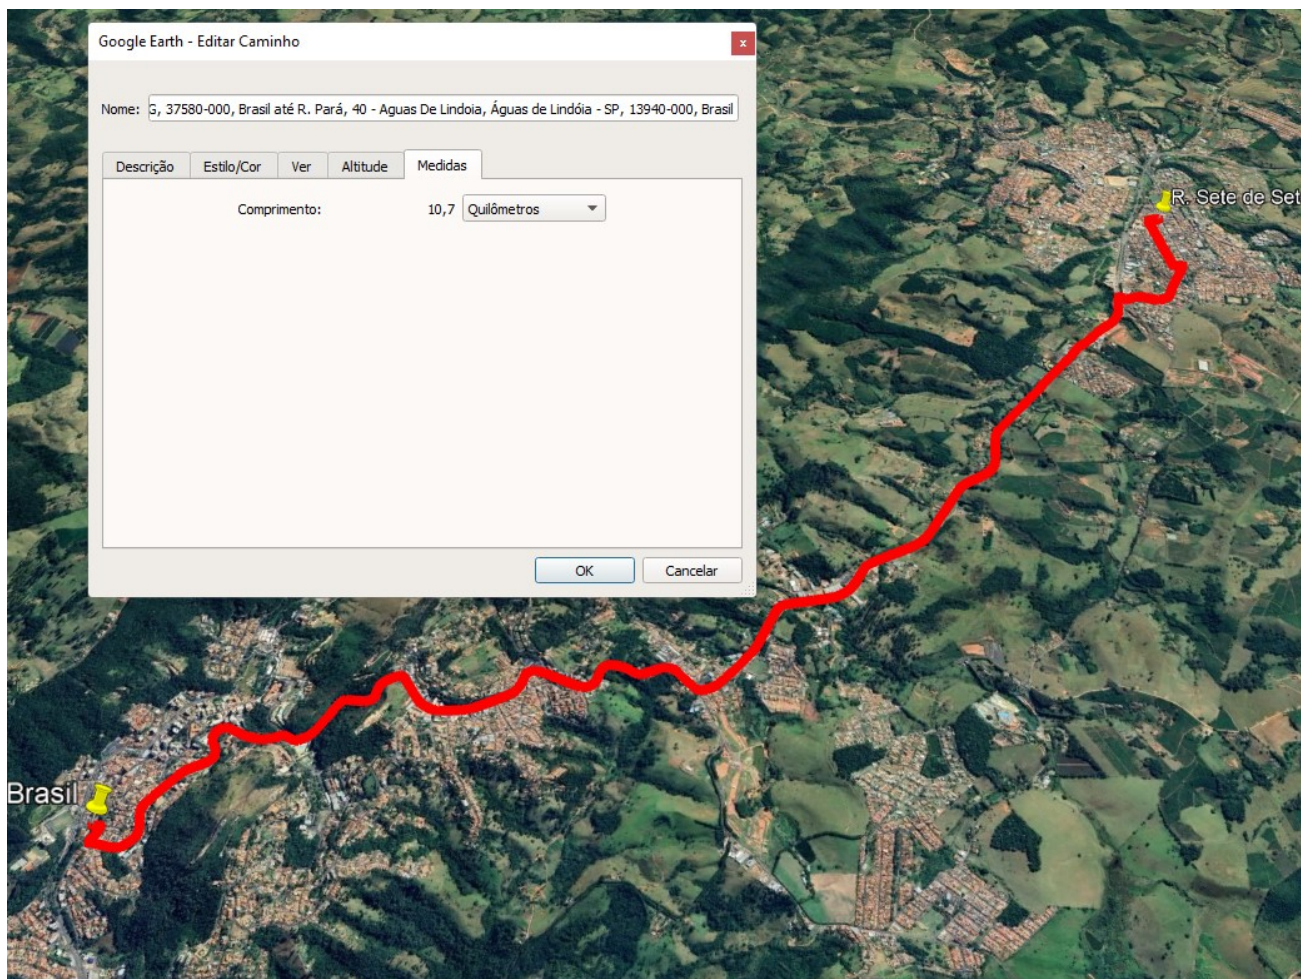 Google Earth - Editar Caminho
x
Nome: G, 37580-000, Brasil até R. Pará, 40 - Aguas De Lindoia, Águas de Lindóia - SP, 13940-000, Brasil
Descrição Estilo/Cor Ver Altitude Medidas
Comprimento: 10,7 Quilômetros
OK Cancelar
R. Sete de Set
Brasil